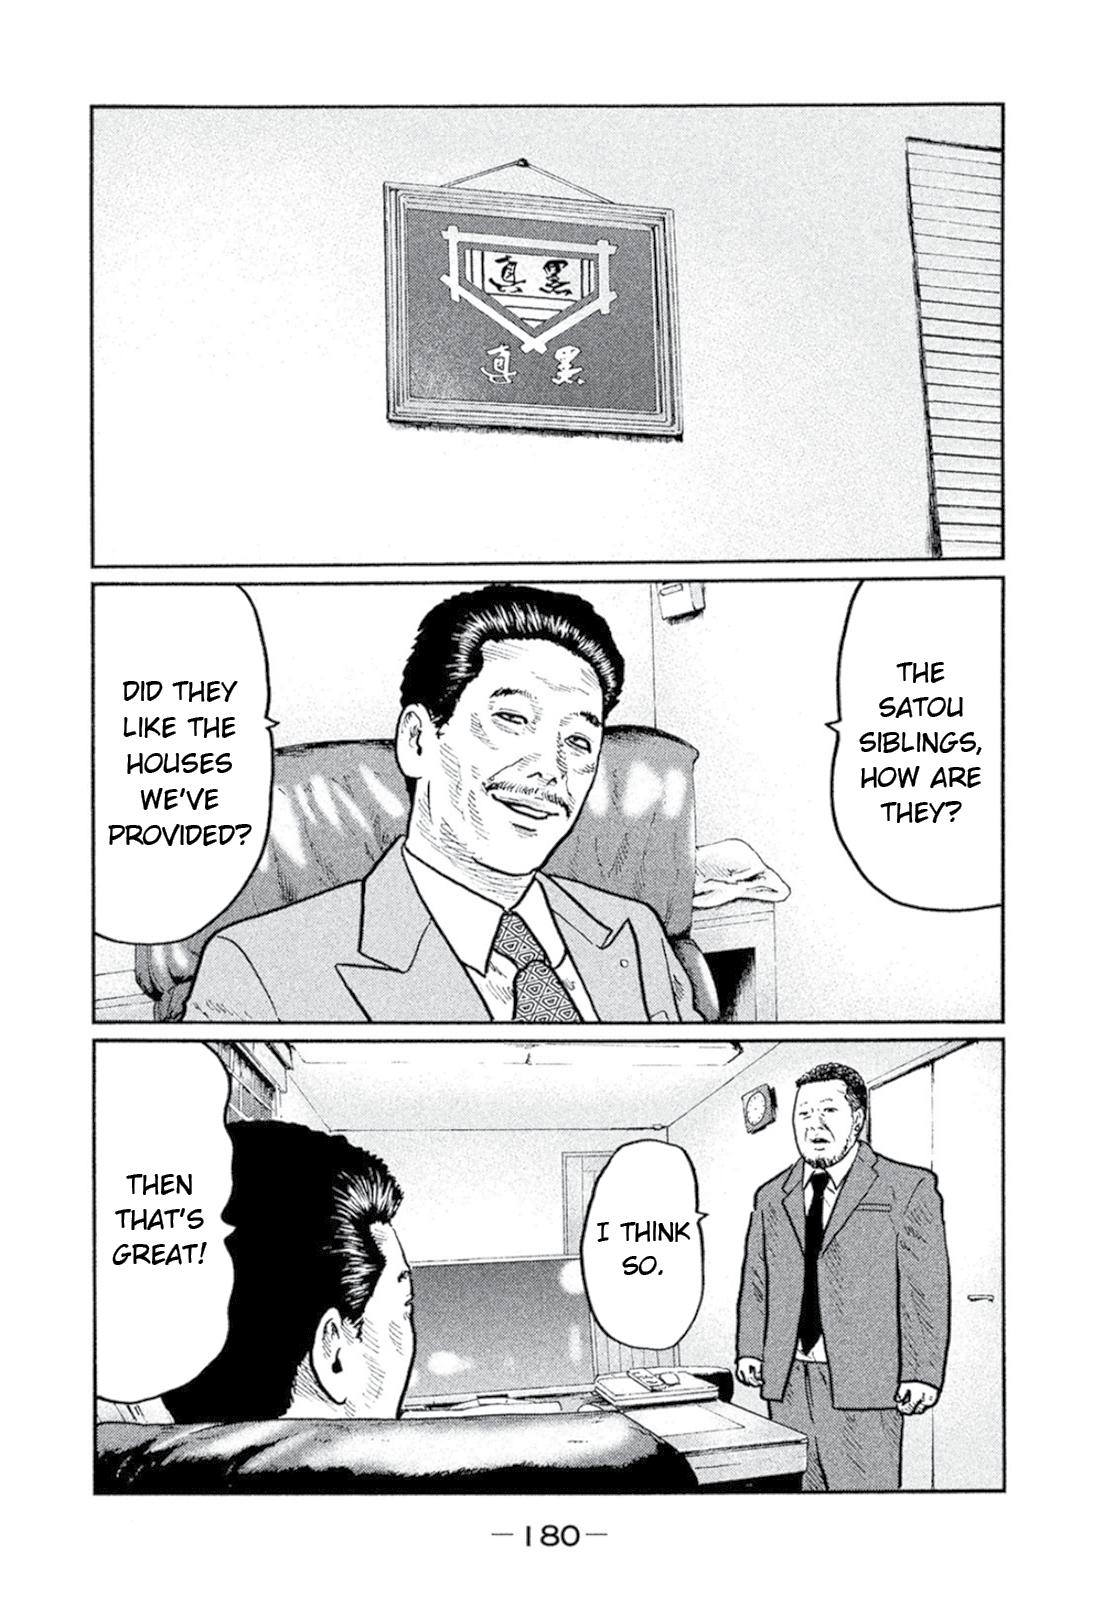 真黒
真黒
THE
SATOU
SIBLINGS,
HOW ARE
THEY?
DID THEY
LIKE THE
HOUSES
WE'VE
PROVIDED?
I THINK
SO.
THEN
THAT'S
GREAT!
—180—